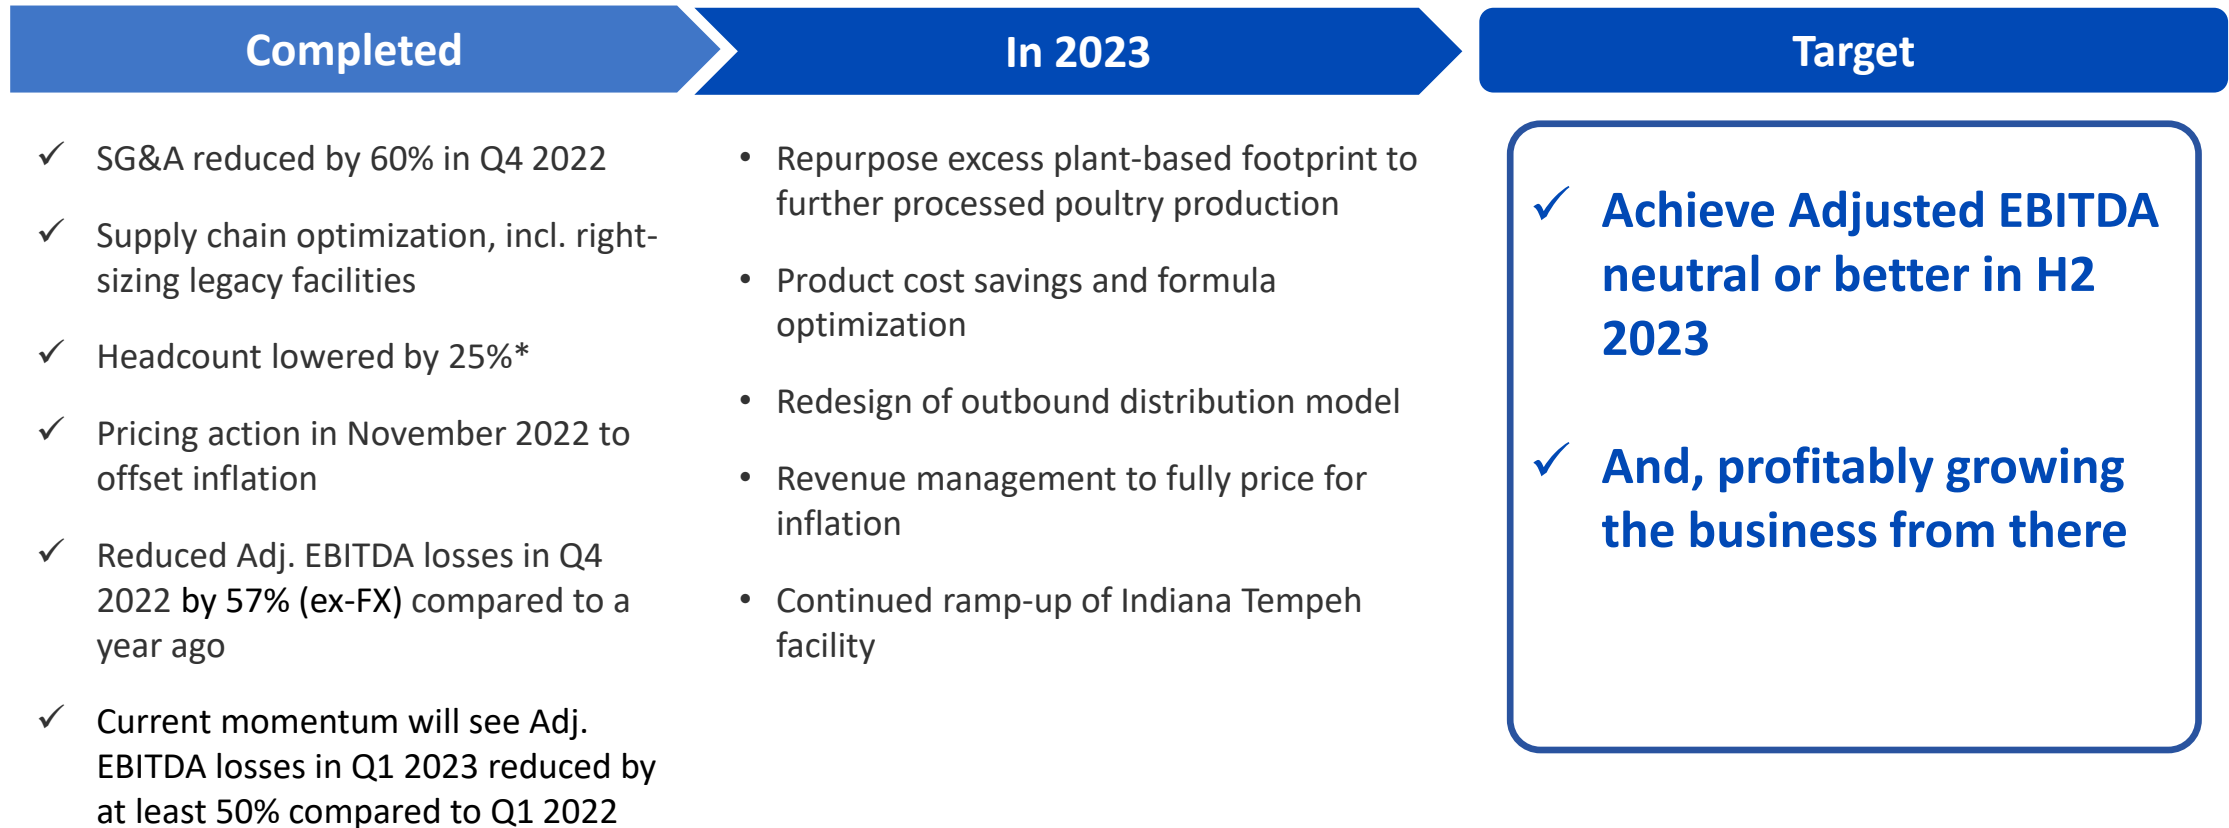 Completed
In 2023
Target
✓ SG&A reduced by 60% in Q4 2022
✓ Supply chain optimization, incl. right-
sizing legacy facilities
✓ Headcount lowered by 25%*
✓ Pricing action in November 2022 to
offset inflation
✓ Reduced Adj. EBITDA losses in Q4
2022 by 57% (ex-FX) compared to a
year ago
✓ Current momentum will see Adj.
EBITDA losses in Q1 2023 reduced by
at least 50% compared to Q1 2022
• Repurpose excess plant-based footprint to
further processed poultry production
• Product cost savings and formula
optimization
• Redesign of outbound distribution model
• Revenue management to fully price for
inflation
• Continued ramp-up of Indiana Tempeh
facility
✓ Achieve Adjusted EBITDA
neutral or better in H2
2023
✓ And, profitably growing
the business from there